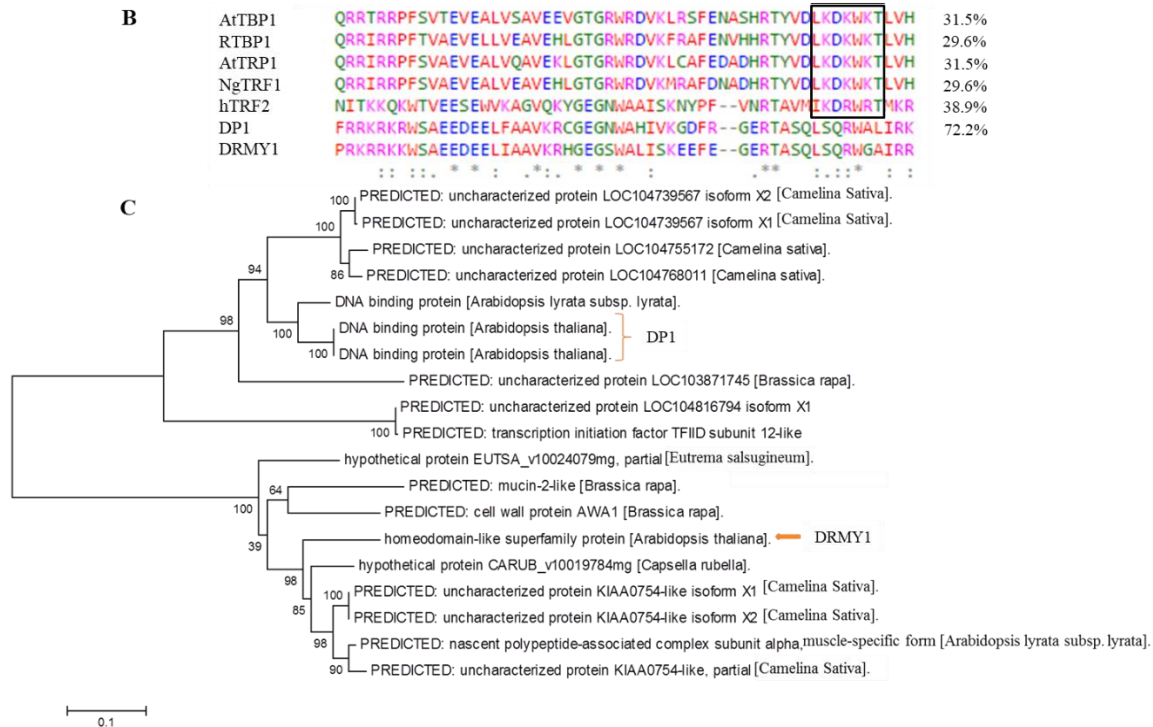 B
AtTBP1 QRRTRRPFSVTEVEALVSAVEEVGTGRWRDVKLRSFENASHRTYVDLKDKWKTLVH 31.5%
RTBP1 QRRIRRPFTVAEVELLVEAVEHLGTGRWRDVKFRAFENVHHRTYVDLKDKWKTLVH 29.6%
AtTRP1 QRRIRRPFSVAEVEALVQAVEKLGTGRWRDVKLCAFEDADHRTYVDLKDKWKTLVH 31.5%
NgTRF1 QRRIRRPFSVAEVEALVEAVEHLGTGRWRDVKMRAFDNADHRTYVDLKDKWKTLVH 29.6%
hTRF2 NITKKQKWTVEESEWVKAGVQKYGEGNWAAISKNYPF--VNRTAVMIKDRWRTMKR 38.9%
DP1 FRRKRKRWSAEEDEELFAAVKRCGEGNWAHIVKGDFR--GERTASQLSQRWALIRK 72.2%
DRMY1 PRKRRKKWSAEEDEELIAAVKRHGEGSWALISKEEFE--GERTASQLSQRWGAIRR
:: ::. * * .*:. * * * : .** :.::* :
C
100 PREDICTED: uncharacterized protein LOC104739567 isoform X2 [Camelina Sativa].
100 PREDICTED: uncharacterized protein LOC104739567 isoform X1 [Camelina Sativa].
PREDICTED: uncharacterized protein LOC104755172 [Camelina sativa].
94 86 PREDICTED: uncharacterized protein LOC104768011 [Camelina sativa].
DNA binding protein [Arabidopsis lyrata subsp. lyrata].
98 100 DNA binding protein [Arabidopsis thaliana].
DP1
100 DNA binding protein [Arabidopsis thaliana].
PREDICTED: uncharacterized protein LOC103871745 [Brassica rapa].
PREDICTED: uncharacterized protein LOC104816794 isoform X1
100 PREDICTED: transcription initiation factor TFIID subunit 12-like
hypothetical protein EUTSA_v10024079mg, partial [Eutrema salsugineum].
64 PREDICTED: mucin-2-like [Brassica rapa].
100 PREDICTED: cell wall protein AWA1 [Brassica rapa].
39 homeodomain-like superfamily protein [Arabidopsis thaliana]. DRMY1
98 hypothetical protein CARUB_v10019784mg [Capsella rubella].
85 100 PREDICTED: uncharacterized protein KIAA0754-like isoform X1 [Camelina Sativa].
PREDICTED: uncharacterized protein KIAA0754-like isoform X2 [Camelina Sativa].
98 PREDICTED: nascent polypeptide-associated complex subunit alpha, muscle-specific form [Arabidopsis lyrata subsp. lyrata].
90 PREDICTED: uncharacterized protein KIAA0754-like, partial [Camelina Sativa].
0.1